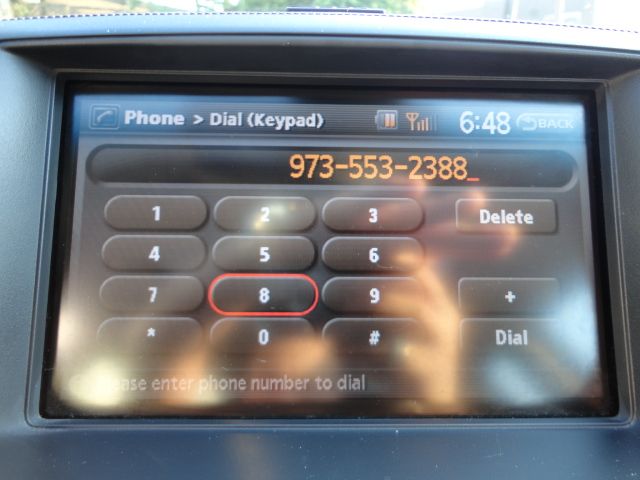 Phone > Dial (Keypad) 6:48 BACK
973-553-2388_
1 2 3 Delete
4 5 6
7 8 9 +
* 0 # Dial
Please enter phone number to dial